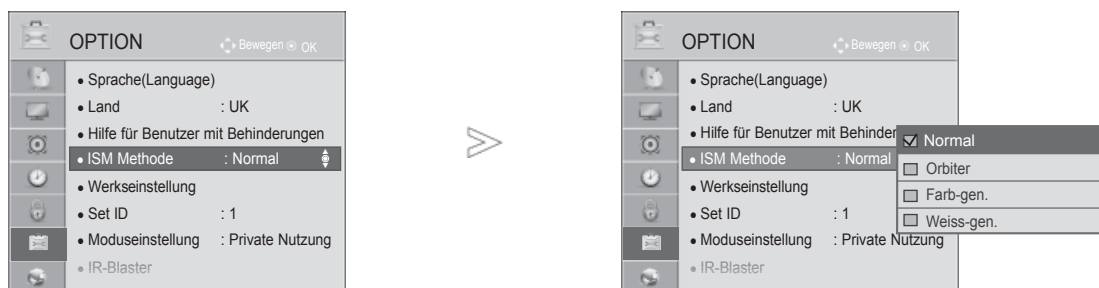 OPTION
Bewegen OK
• Sprache(Language)
• Land : UK
• Hilfe für Benutzer mit Behinderungen
• ISM Methode : Normal
• Werkseinstellung
• Set ID : 1
• Moduseinstellung : Private Nutzung
• IR-Blaster
OPTION
Bewegen OK
• Sprache(Language)
• Land : UK
• Hilfe für Benutzer mit Behinder
• ISM Methode : Normal
• Werkseinstellung
• Set ID : 1
• Moduseinstellung : Private Nutzung
• IR-Blaster
Normal
Orbiter
Farb-gen.
Weiss-gen.